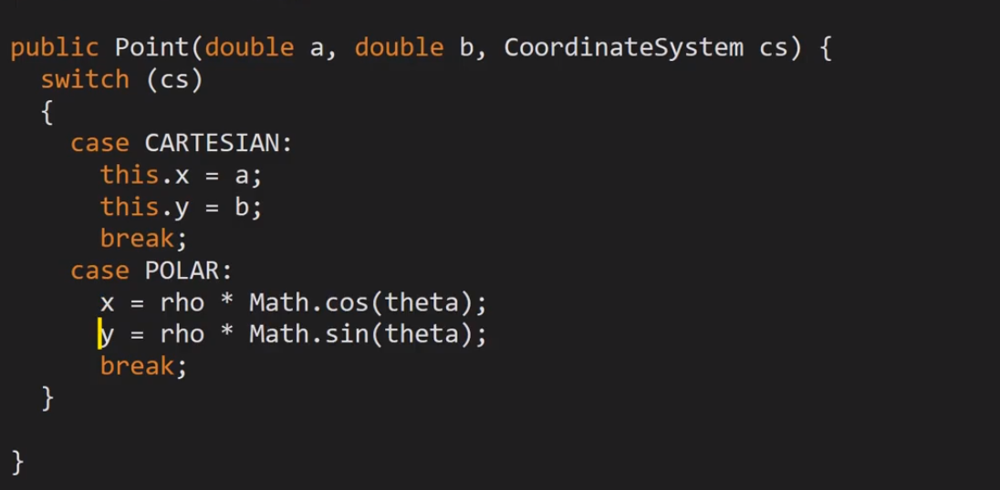 public Point(double a, double b, CoordinateSystem cs) {
  switch (cs)
  {
    case CARTESIAN:
      this.x = a;
      this.y = b;
      break;
    case POLAR:
      x = rho * Math.cos(theta);
      y = rho * Math.sin(theta);
      break;
  }
}